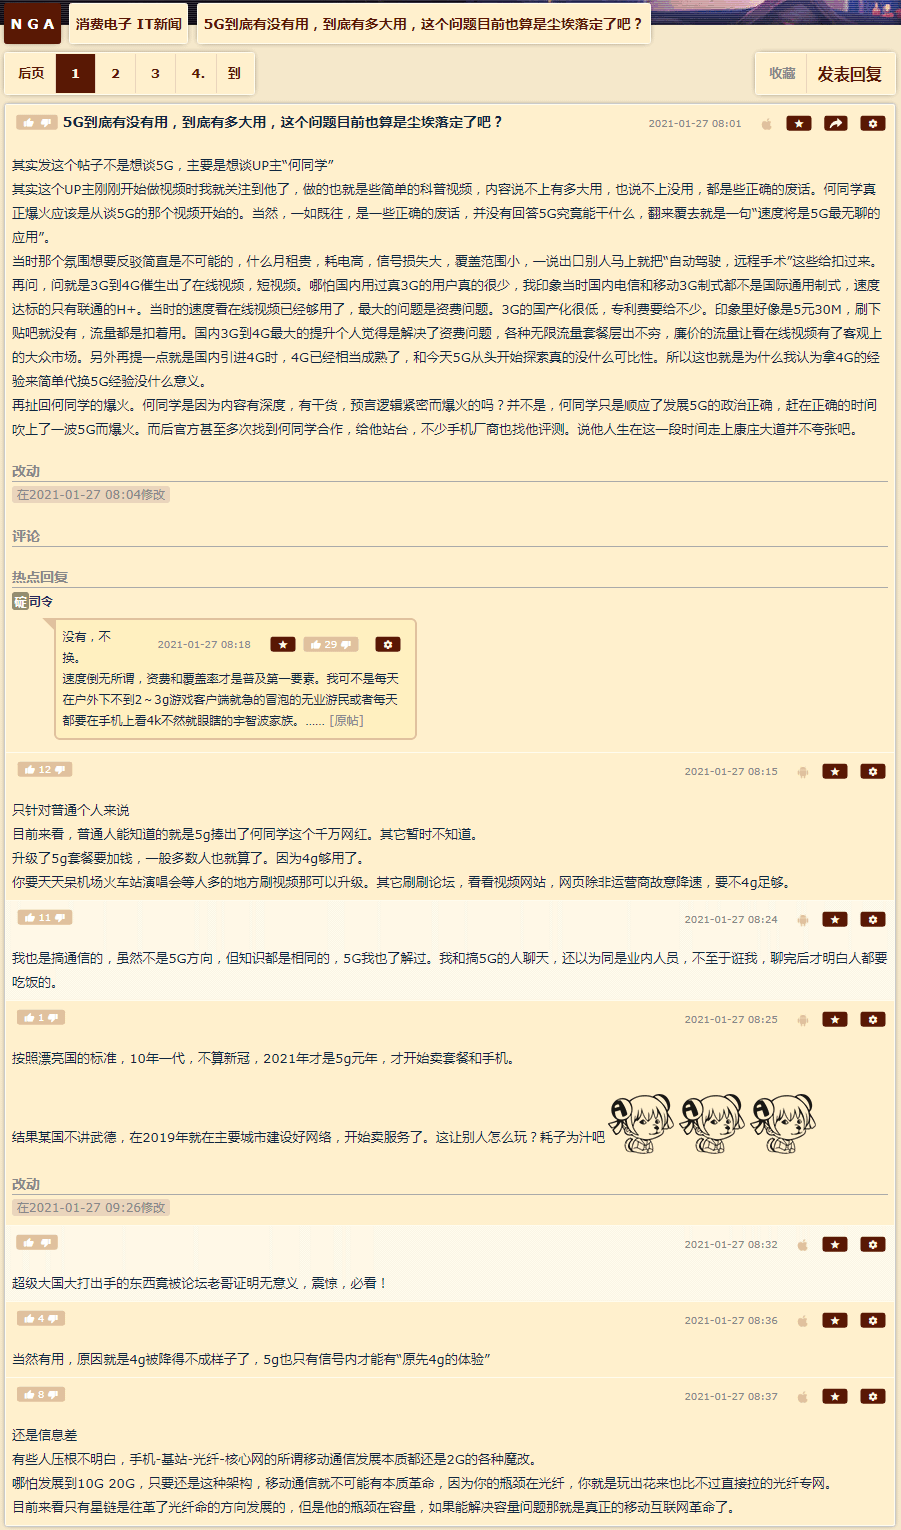 NGA 消费电子 IT新闻 5G到底有没有用，到底有多大用，这个问题目前也算是尘埃落定了吧？
后页 1 2 3 4. 到 收藏 发表回复
5G到底有没有用，到底有多大用，这个问题目前也算是尘埃落定了吧？ 2021-01-27 08:01
其实发这个帖子不是想谈5G，主要是想谈UP主“何同学”
其实这个UP主刚刚开始做视频时我就关注到他了，做的也就是些简单的科普视频，内容说不上有多大用，也说不上没用，都是些正确的废话。何同学真
正爆火应该是从谈5G的那个视频开始的。当然，一如既往，是一些正确的废话，并没有回答5G究竟能干什么，翻来覆去就是一句“速度将是5G最无聊的
应用”。
当时那个氛围想要反驳简直是不可能的，什么月租贵，耗电高，信号损失大，覆盖范围小，一说出口别人马上就把“自动驾驶，远程手术”这些给扣过来。
再问，问就是3G到4G催生出了在线视频，短视频。哪怕国内用过真3G的用户真的很少，我印象当时国内电信和移动3G制式都不是国际通用制式，速度
达标的只有联通的H+。当时的速度看在线视频已经够用了，最大的问题是资费问题。3G的国产化很低，专利费要给不少。印象里好像是5元30M，刷下
贴吧就没有，流量都是扣着用。国内3G到4G最大的提升个人觉得是解决了资费问题，各种无限流量套餐层出不穷，廉价的流量让看在线视频有了客观上
的大众市场。另外再提一点就是国内引进4G时，4G已经相当成熟了，和今天5G从头开始探索真的没什么可比性。所以这也就是为什么我认为拿4G的经
验来简单代换5G经验没什么意义。
再扯回何同学的爆火。何同学是因为内容有深度，有干货，预言逻辑紧密而爆火的吗？并不是，何同学只是顺应了发展5G的政治正确，赶在正确的时间
吹上了一波5G而爆火。而后官方甚至多次找到何同学合作，给他站台，不少手机厂商也找他评测。说他人生在这一段时间走上康庄大道并不夸张吧。
改动
在2021-01-27 08:04修改
评论
热点回复
碇司令
没有，不 2021-01-27 08:18 29
换。
速度倒无所谓，资费和覆盖率才是普及第一要素。我可不是每天
在户外下不到2～3g游戏客户端就急的冒泡的无业游民或者每天
都要在手机上看4k不然就眼瞎的宇智波家族。...... [原帖]
12 2021-01-27 08:15
只针对普通个人来说
目前来看，普通人能知道的就是5g捧出了何同学这个千万网红。其它暂时不知道。
升级了5g套餐要加钱，一般多数人也就算了。因为4g够用了。
你要天天呆机场火车站演唱会等人多的地方刷视频那可以升级。其它刷刷论坛，看看视频网站，网页除非运营商故意降速，要不4g足够。
11 2021-01-27 08:24
我也是搞通信的，虽然不是5G方向，但知识都是相同的，5G我也了解过。我和搞5G的人聊天，还以为同是业内人员，不至于诳我，聊完后才明白人都要
吃饭的。
1 2021-01-27 08:25
按照漂亮国的标准，10年一代，不算新冠，2021年才是5g元年，才开始卖套餐和手机。
结果某国不讲武德，在2019年就在主要城市建设好网络，开始卖服务了。这让别人怎么玩？耗子为汁吧
改动
在2021-01-27 09:26修改
2021-01-27 08:32
超级大国大打出手的东西竟被论坛老哥证明无意义，震惊，必看！
4 2021-01-27 08:36
当然有用，原因就是4g被降得不成样子了，5g也只有信号内才能有“原先4g的体验”
8 2021-01-27 08:37
还是信息差
有些人压根不明白，手机-基站-光纤-核心网的所谓移动通信发展本质都还是2G的各种魔改。
哪怕发展到10G 20G，只要还是这种架构，移动通信就不可能有本质革命，因为你的瓶颈在光纤，你就是玩出花来也比不过直接拉的光纤专网。
目前来看只有星链是往革了光纤命的方向发展的，但是他的瓶颈在容量，如果能解决容量问题那就是真正的移动互联网革命了。